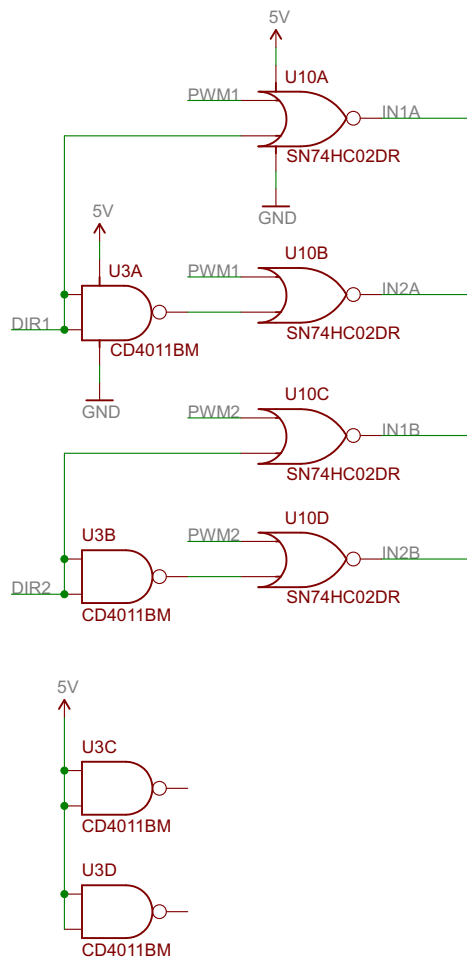 5V
U10A
PWM1
IN1A
SN74HC02DR
GND
5V
U3A
U10B
PWM1
IN2A
DIR1
SN74HC02DR
CD4011BM
GND
U10C
PWM2
IN1B
SN74HC02DR
U3B
U10D
PWM2
IN2B
DIR2
SN74HC02DR
CD4011BM
5V
U3C
CD4011BM
U3D
CD4011BM